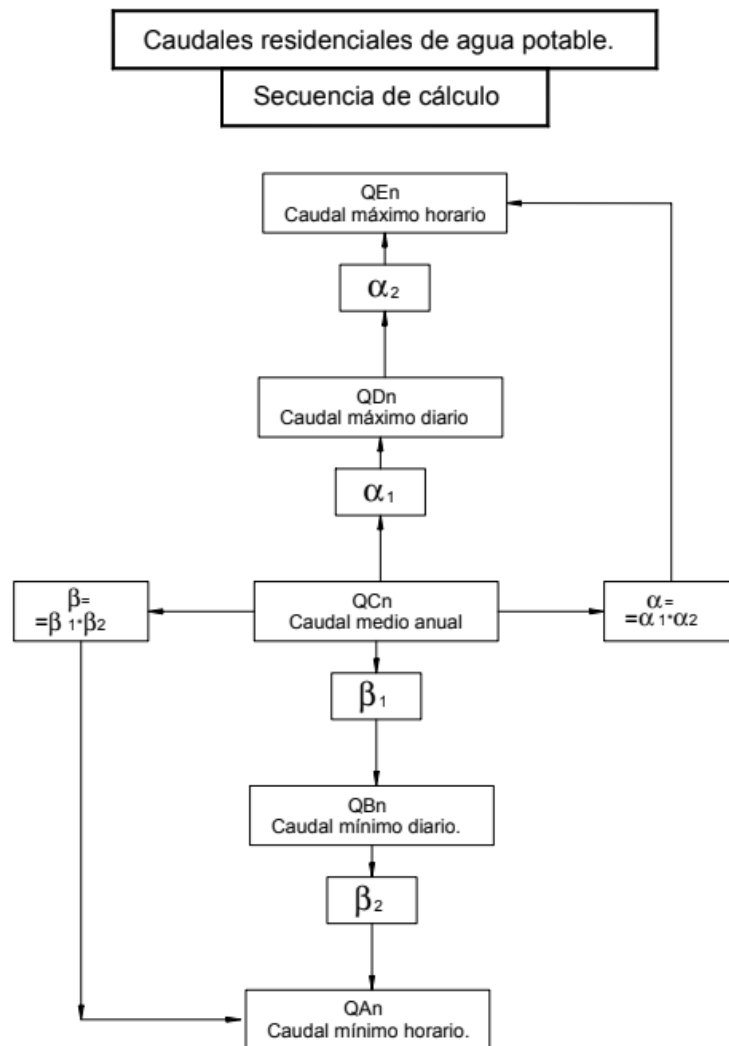 Caudales residenciales de agua potable.
Secuencia de cálculo
QEn
Caudal máximo horario
α2
QDn
Caudal máximo diario
α1
β=
=β1*β2
QCn
Caudal medio anual
α=
=α1*α2
β1
QBn
Caudal mínimo diario.
β2
QAn
Caudal mínimo horario.